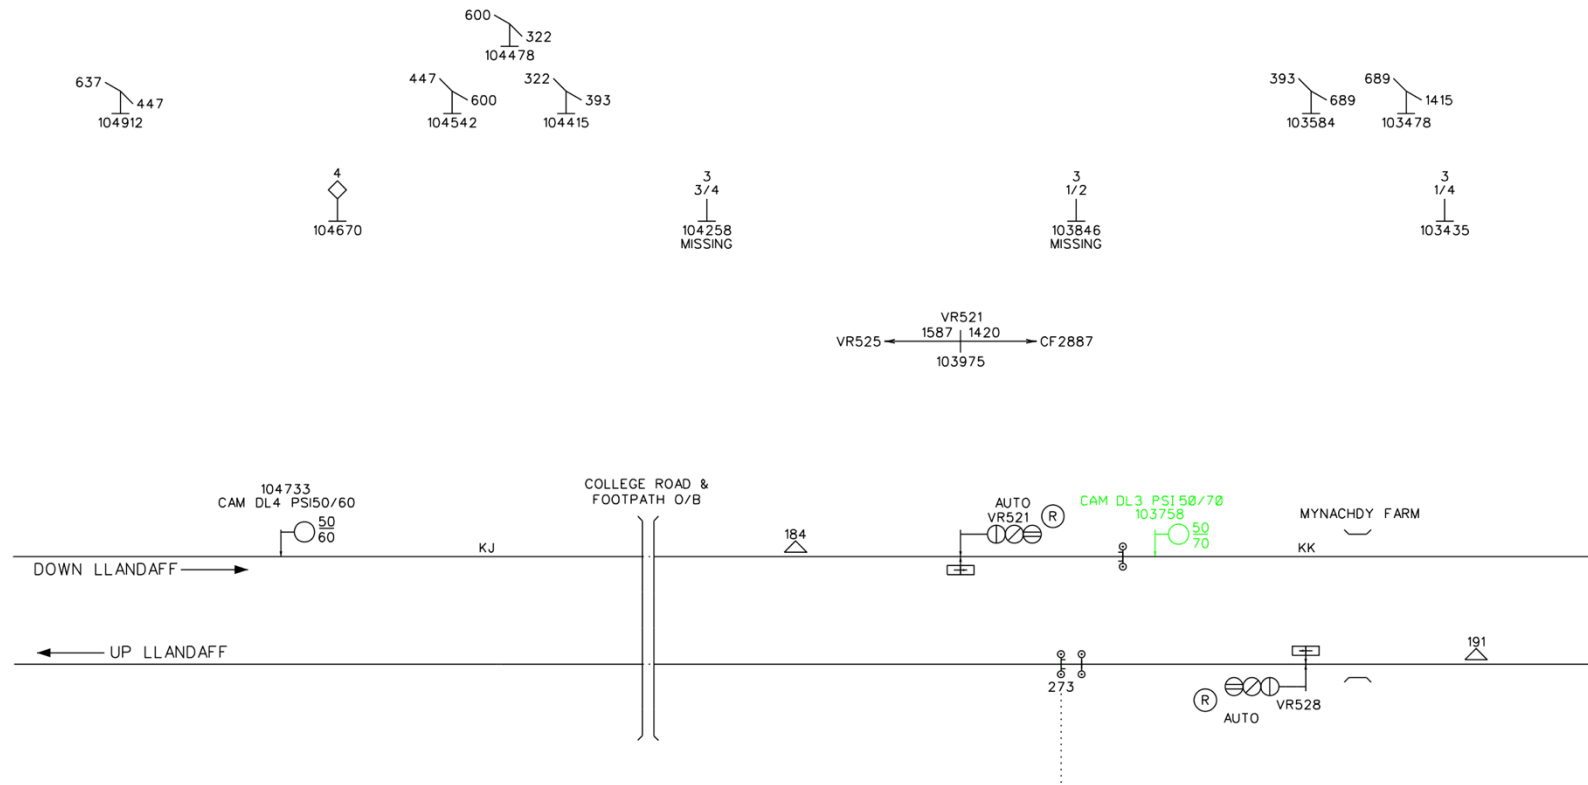 600
322
104478
637
447
104912
447
600
104542
322
393
104415
393
689
103584
689
1415
103478
4
104670
3
3/4
104258
MISSING
3
1/2
103846
MISSING
3
1/4
103435
VR521
1587 1420
VR525
CF2887
103975
104733
CAM DL4 PSI50/60
50
60
COLLEGE ROAD &
FOOTPATH O/B
184
AUTO
VR521
R
CAM DL3 PSI50/70
103758
50
70
MYNACHDY FARM
KJ
KK
DOWN LLANDAFF
UP LLANDAFF
191
273
R
VR528
AUTO